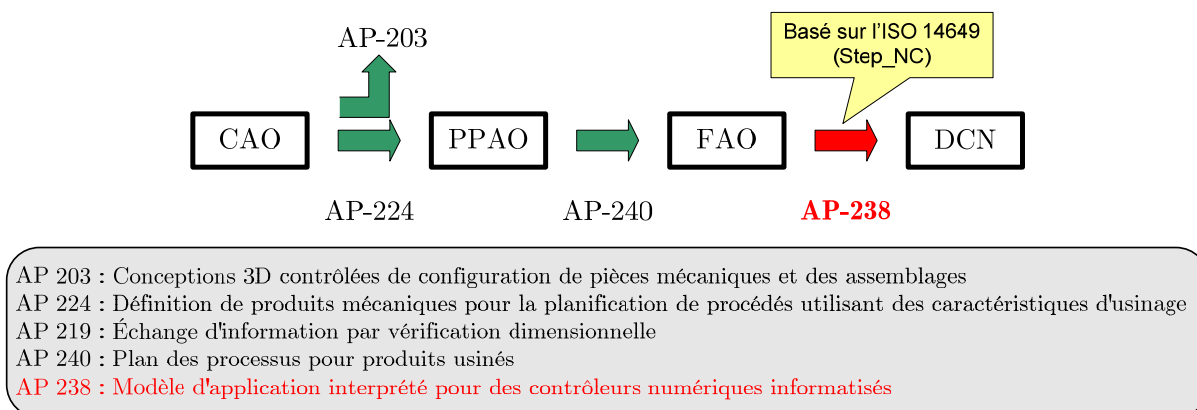 AP-203
Basé sur l'ISO 14649
(Step_NC)
CAO
PPAO
FAO
DCN
AP-224
AP-240
AP-238
AP 203 : Conceptions 3D contrôlées de configuration de pièces mécaniques et des assemblages
AP 224 : Définition de produits mécaniques pour la planification de procédés utilisant des caractéristiques d'usinage
AP 219 : Échange d'information par vérification dimensionnelle
AP 240 : Plan des processus pour produits usinés
AP 238 : Modèle d'application interprété pour des contrôleurs numériques informatisés